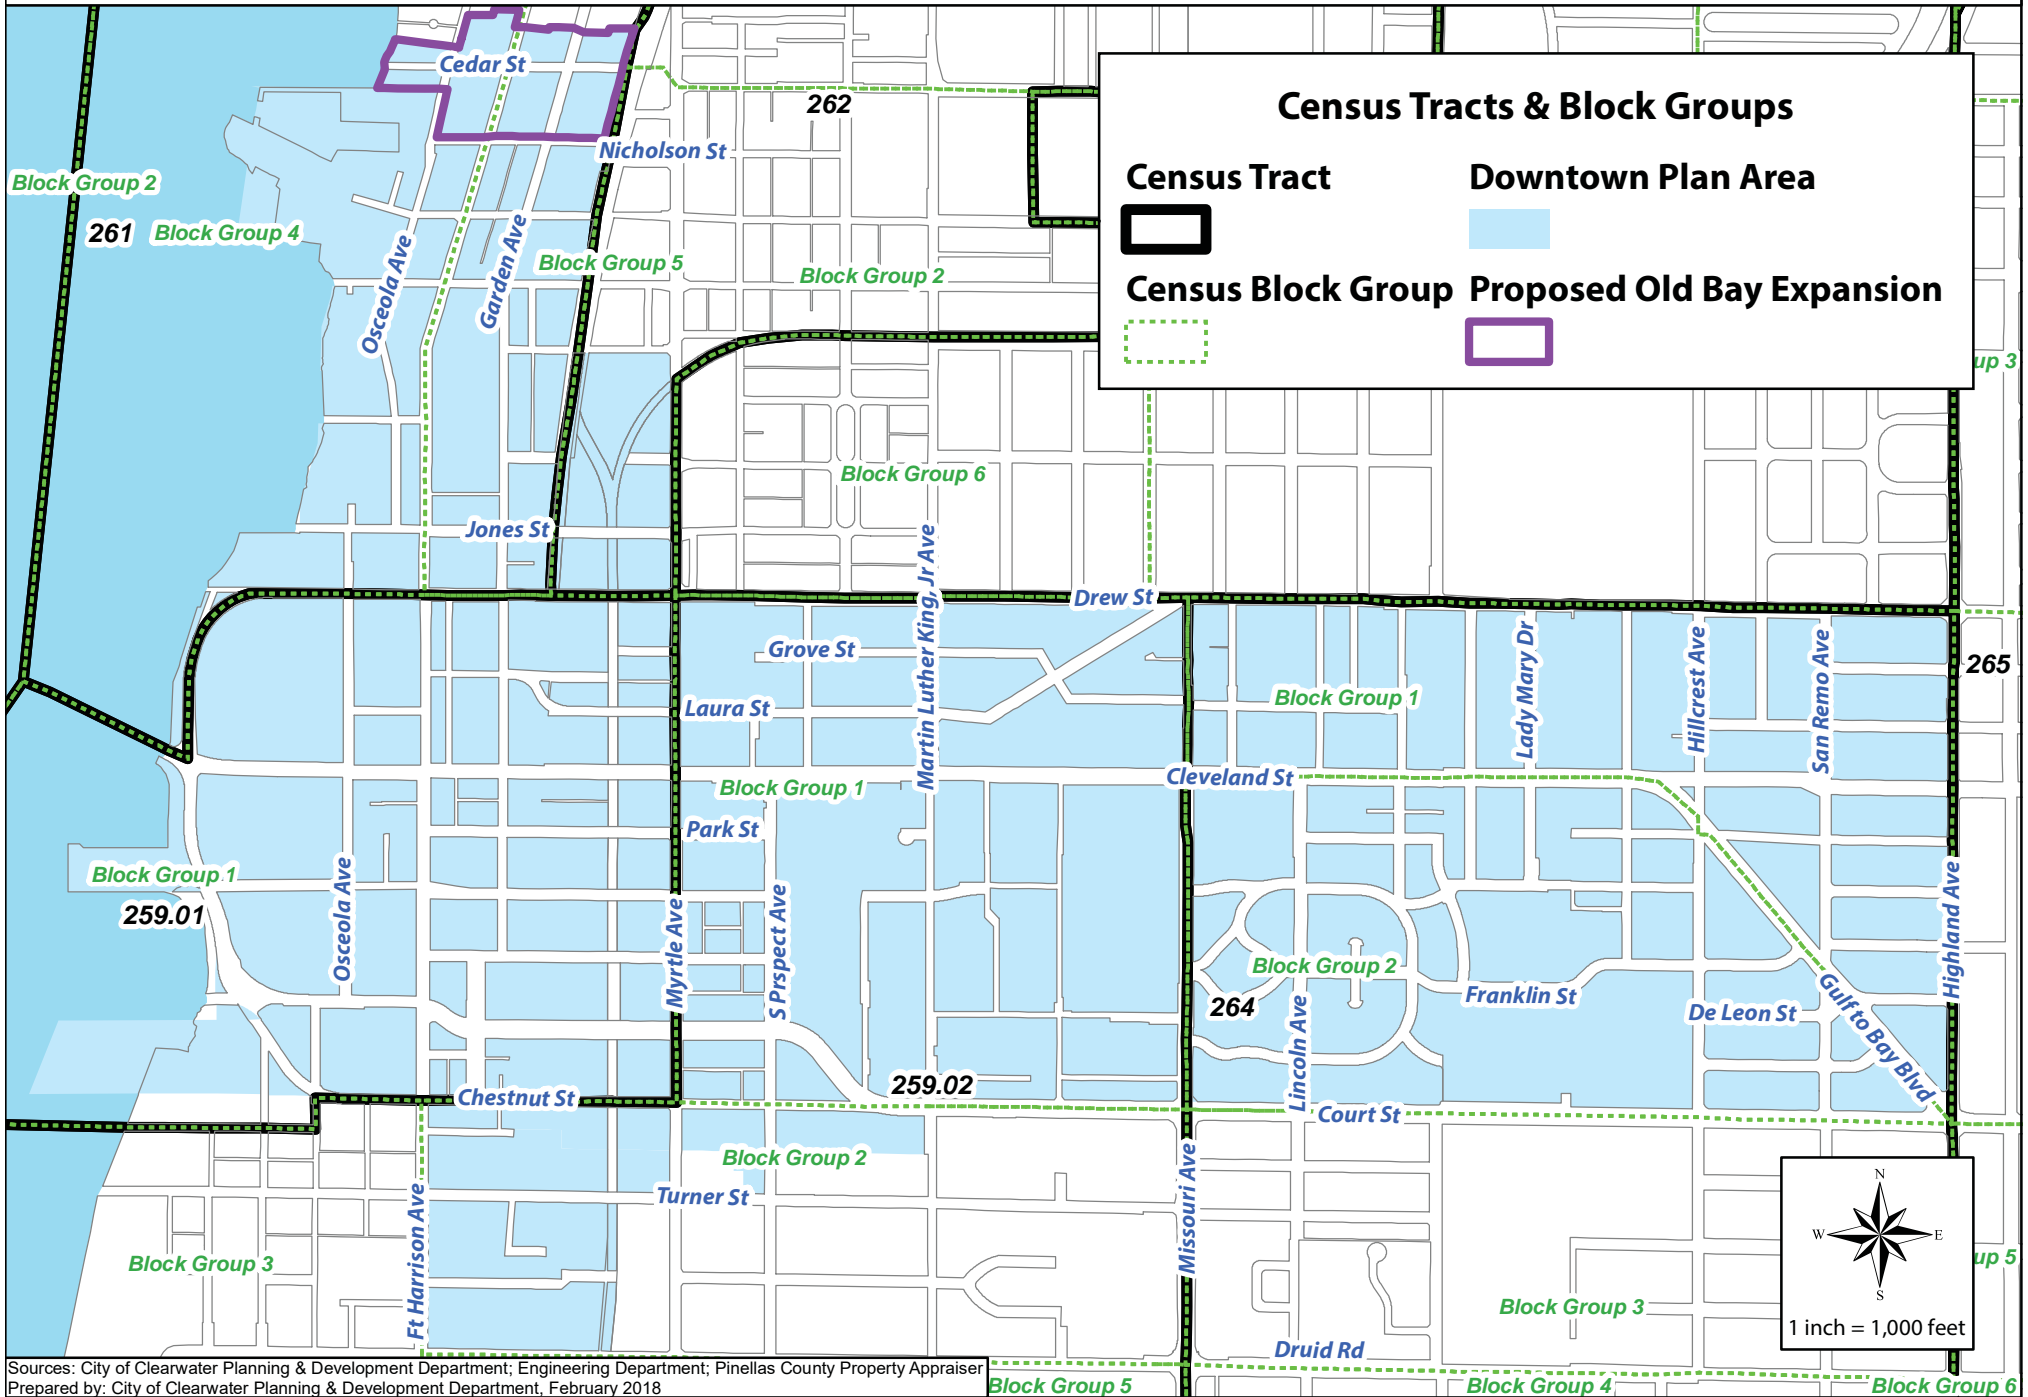 Census Tracts & Block Groups
Census Tract
Downtown Plan Area
Census Block Group
Proposed Old Bay Expansion
Cedar St
262
Nicholson St
Block Group 2
261
Block Group 4
Osceola Ave
Garden Ave
Block Group 5
Block Group 2
up 3
Block Group 6
Jones St
Martin Luther King, Jr Ave
Drew St
Grove St
Laura St
Block Group 1
Lady Mary Dr
Hillcrest Ave
San Remo Ave
265
Cleveland St
Block Group 1
Park St
Block Group 1
259.01
Osceola Ave
Myrtle Ave
S Prspect Ave
Block Group 2
264
Lincoln Ave
Franklin St
De Leon St
Gulf to Bay Blvd
Highland Ave
Chestnut St
259.02
Court St
Block Group 2
Turner St
Missouri Ave
Ft Harrison Ave
Block Group 3
Block Group 3
up 5
N
W
E
S
1 inch = 1,000 feet
Druid Rd
Sources: City of Clearwater Planning & Development Department; Engineering Department; Pinellas County Property Appraiser
Prepared by: City of Clearwater Planning & Development Department, February 2018
Block Group 5
Block Group 4
Block Group 6